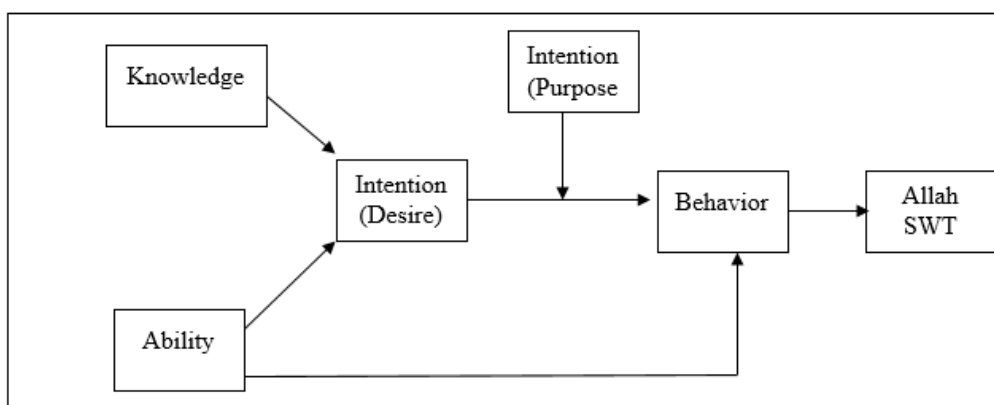 Knowledge
Intention
(Purpose
Intention
(Desire)
Behavior
Allah
SWT
Ability